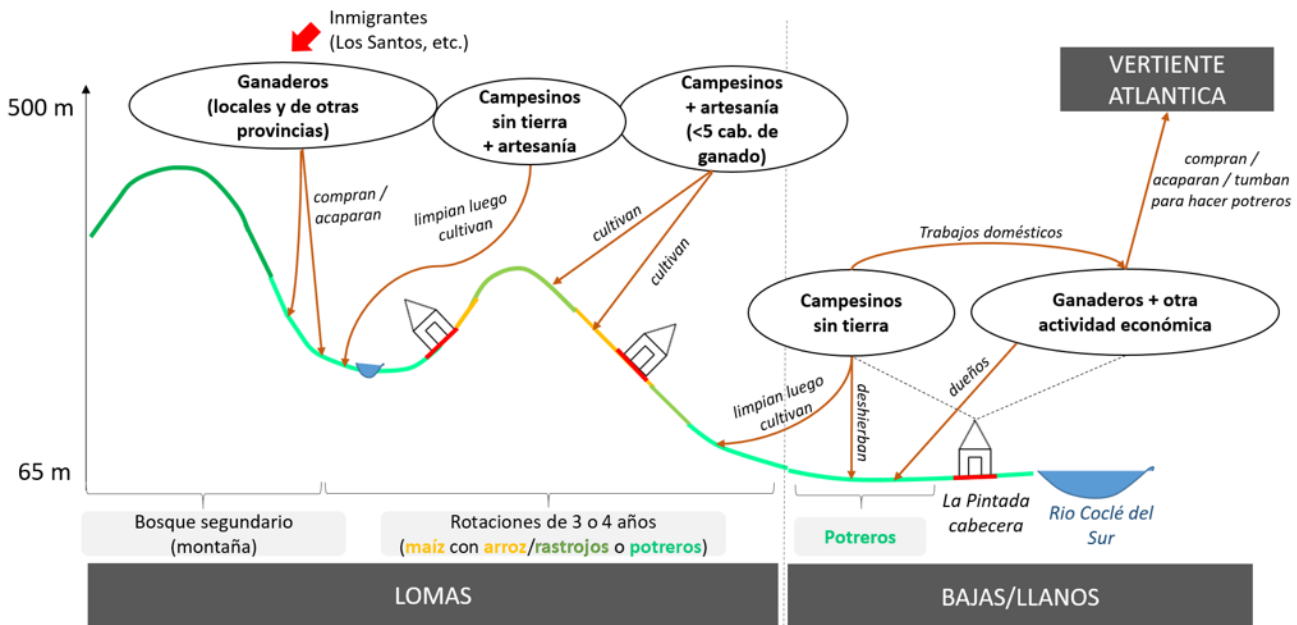 Inmigrantes
(Los Santos, etc.)
500 m
Ganaderos
(locales y de otras
provincias)
Campesinos
sin tierra
+ artesanía
Campesinos
+ artesanía
(<5 cab. de
ganado)
VERTIENTE
ATLANTICA
compran /
acaparan
limpian luego
cultivan
cultivan
cultivan
compran /
acaparan / tumban
para hacer potreros
Trabajos domésticos
Campesinos
sin tierra
Ganaderos + otra
actividad económica
limpian luego
cultivan
deshierban
dueños
65 m
Bosque segundario
(montaña)
Rotaciones de 3 o 4 años
(maíz con arroz/rastrojos o potreros)
Potreros
La Pintada
cabecera
Rio Coclé del
Sur
LOMAS
BAJAS/LLANOS